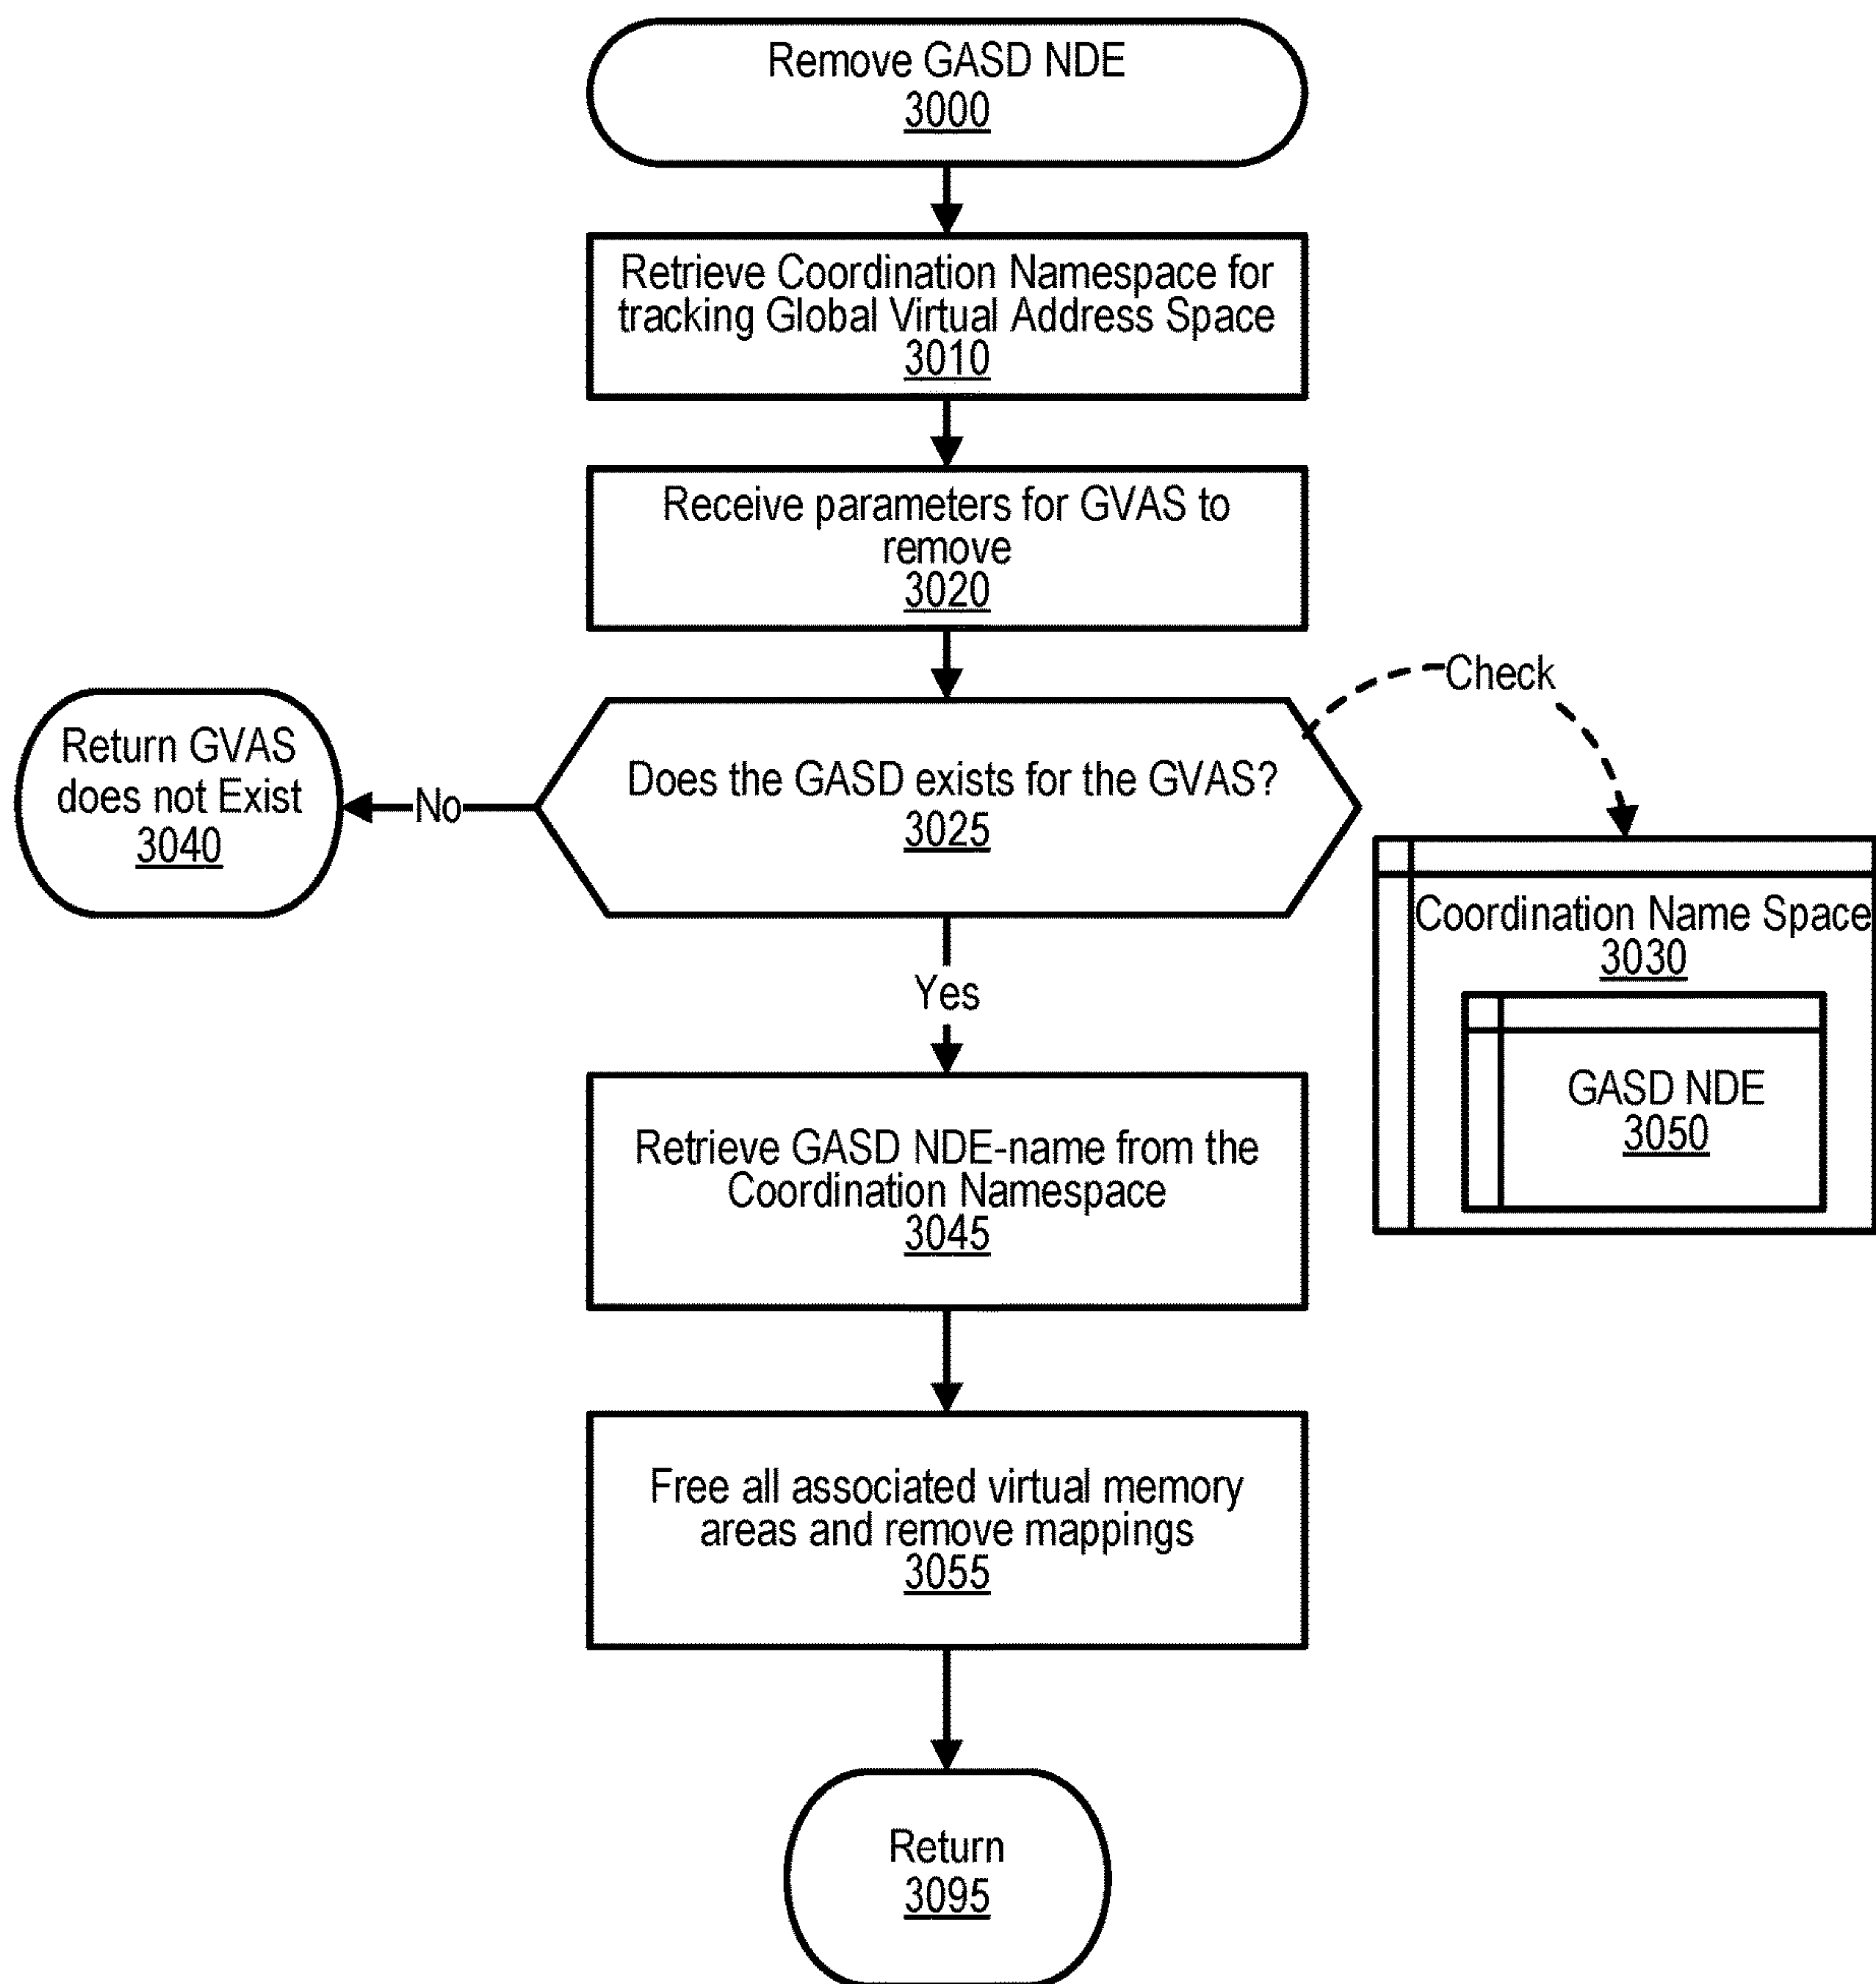 Remove GASD NDE
3000
Retrieve Coordination Namespace for
tracking Global Virtual Address Space
3010
Receive parameters for GVAS to
remove
3020
Check
Return GVAS
does not Exist
3040
No
Does the GASD exists for the GVAS?
3025
Coordination Name Space
3030
Yes
GASD NDE
3050
Retrieve GASD NDE-name from the
Coordination Namespace
3045
Free all associated virtual memory
areas and remove mappings
3055
Return
3095